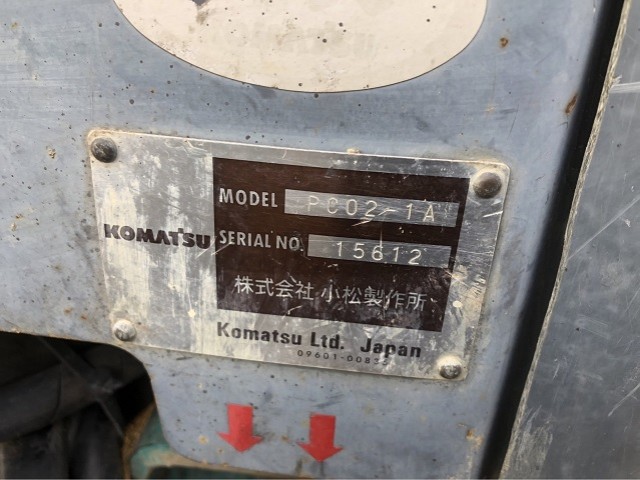 MODEL PC02-1A
KOMATSU SERIAL NO. 15612
株式会社 小松製作所
Komatsu Ltd. Japan